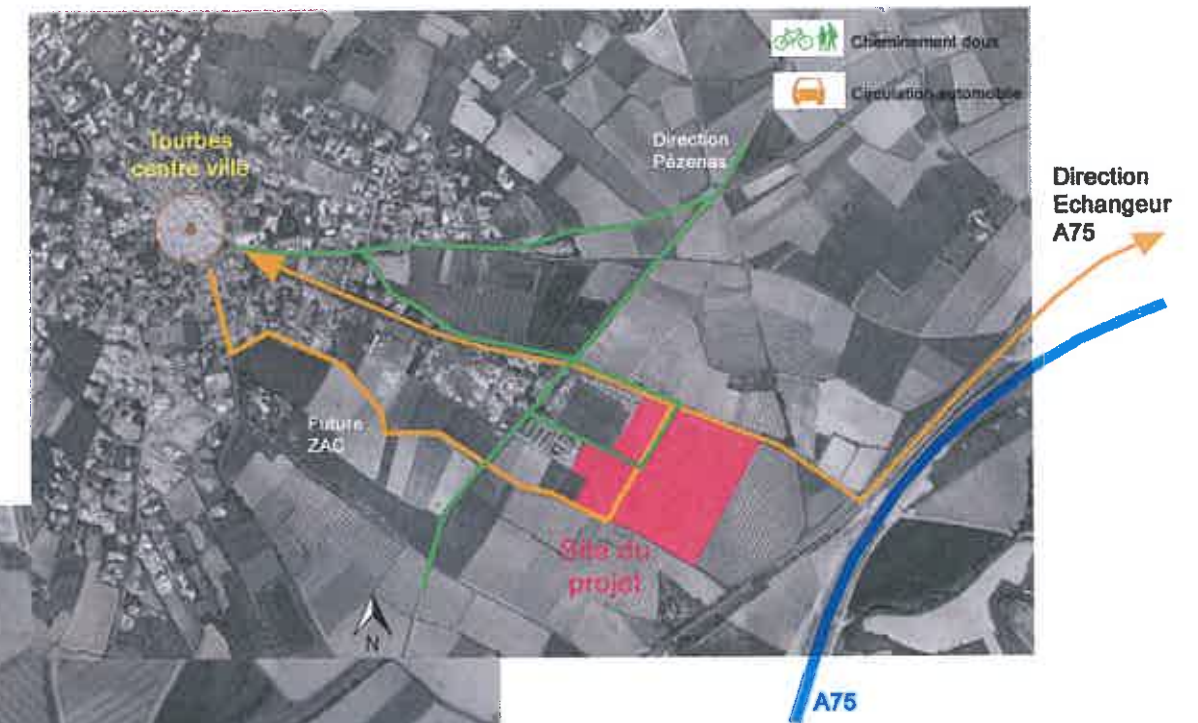 Cheminement doux
Circulation automobile
Tourbes
centre ville
Direction
Pézenas
Direction
Echangeur
A75
Future
ZAC
Site du
projet
N
A75